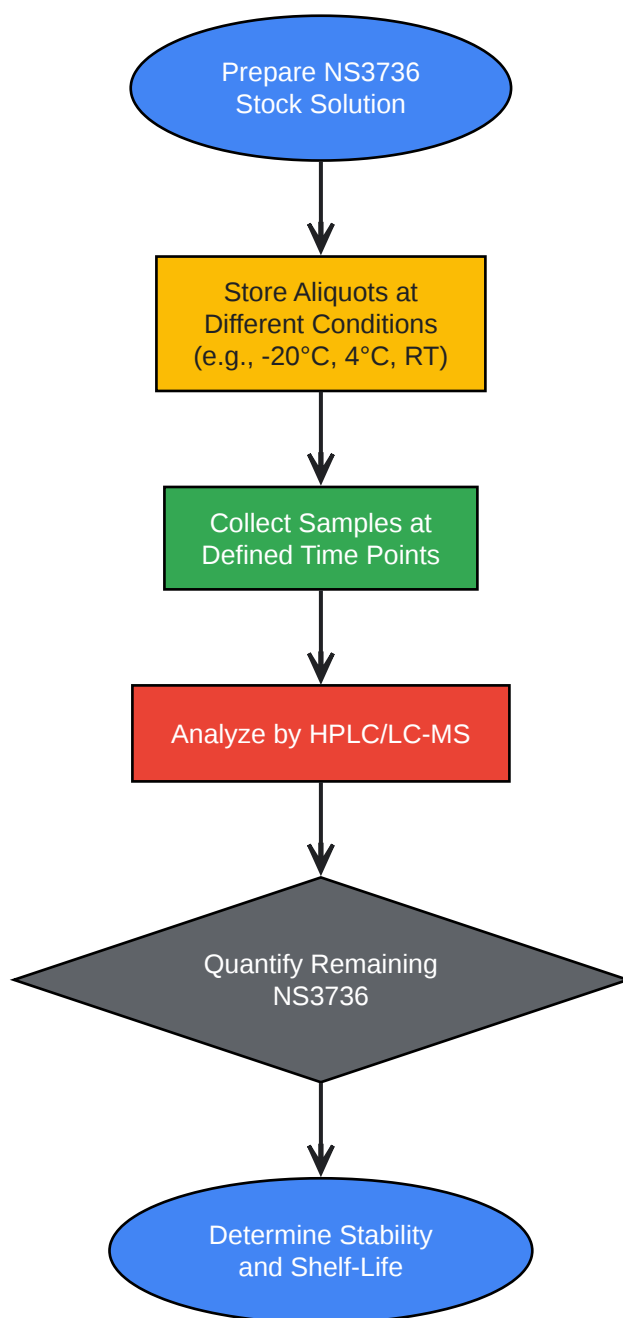 Prepare NS3736
Stock Solution
Store Aliquots at
Different Conditions
(e.g., -20°C, 4°C, RT)
Collect Samples at
Defined Time Points
Analyze by HPLC/LC-MS
Quantify Remaining
NS3736
Determine Stability
and Shelf-Life